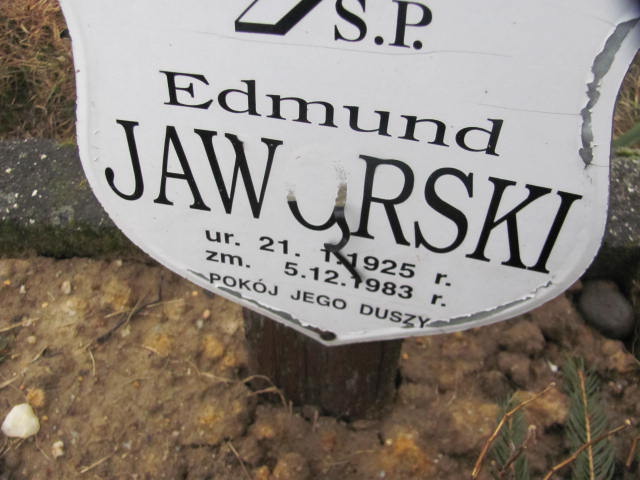 Ś.P.
Edmund
JAWORSKI
ur. 21. 1.1925 r.
zm. 5.12.1983 r.
POKÓJ JEGO DUSZY